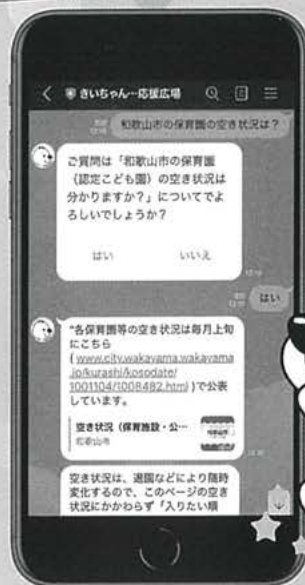 きいちゃん…応援広場
和歌山市の保育園の空き状況は？
既読
ご質問は「和歌山市の保育園
（認定こども園）の空き状況は
分かりますか？」についてでよ
ろしいでしょうか？
はい いいえ
既読
はい
"各保育園等の空き状況は毎月上旬
にこちら
( www.city.wakayama.wakayama
.jp/kurashi/kosodate/
1001104/1008482.html )で公表
しています。
空き状況（保育施設・公…
和歌山市
空き状況は、退園などにより随時
変化するので、このページの空き
状況にかかわらず「入りたい順